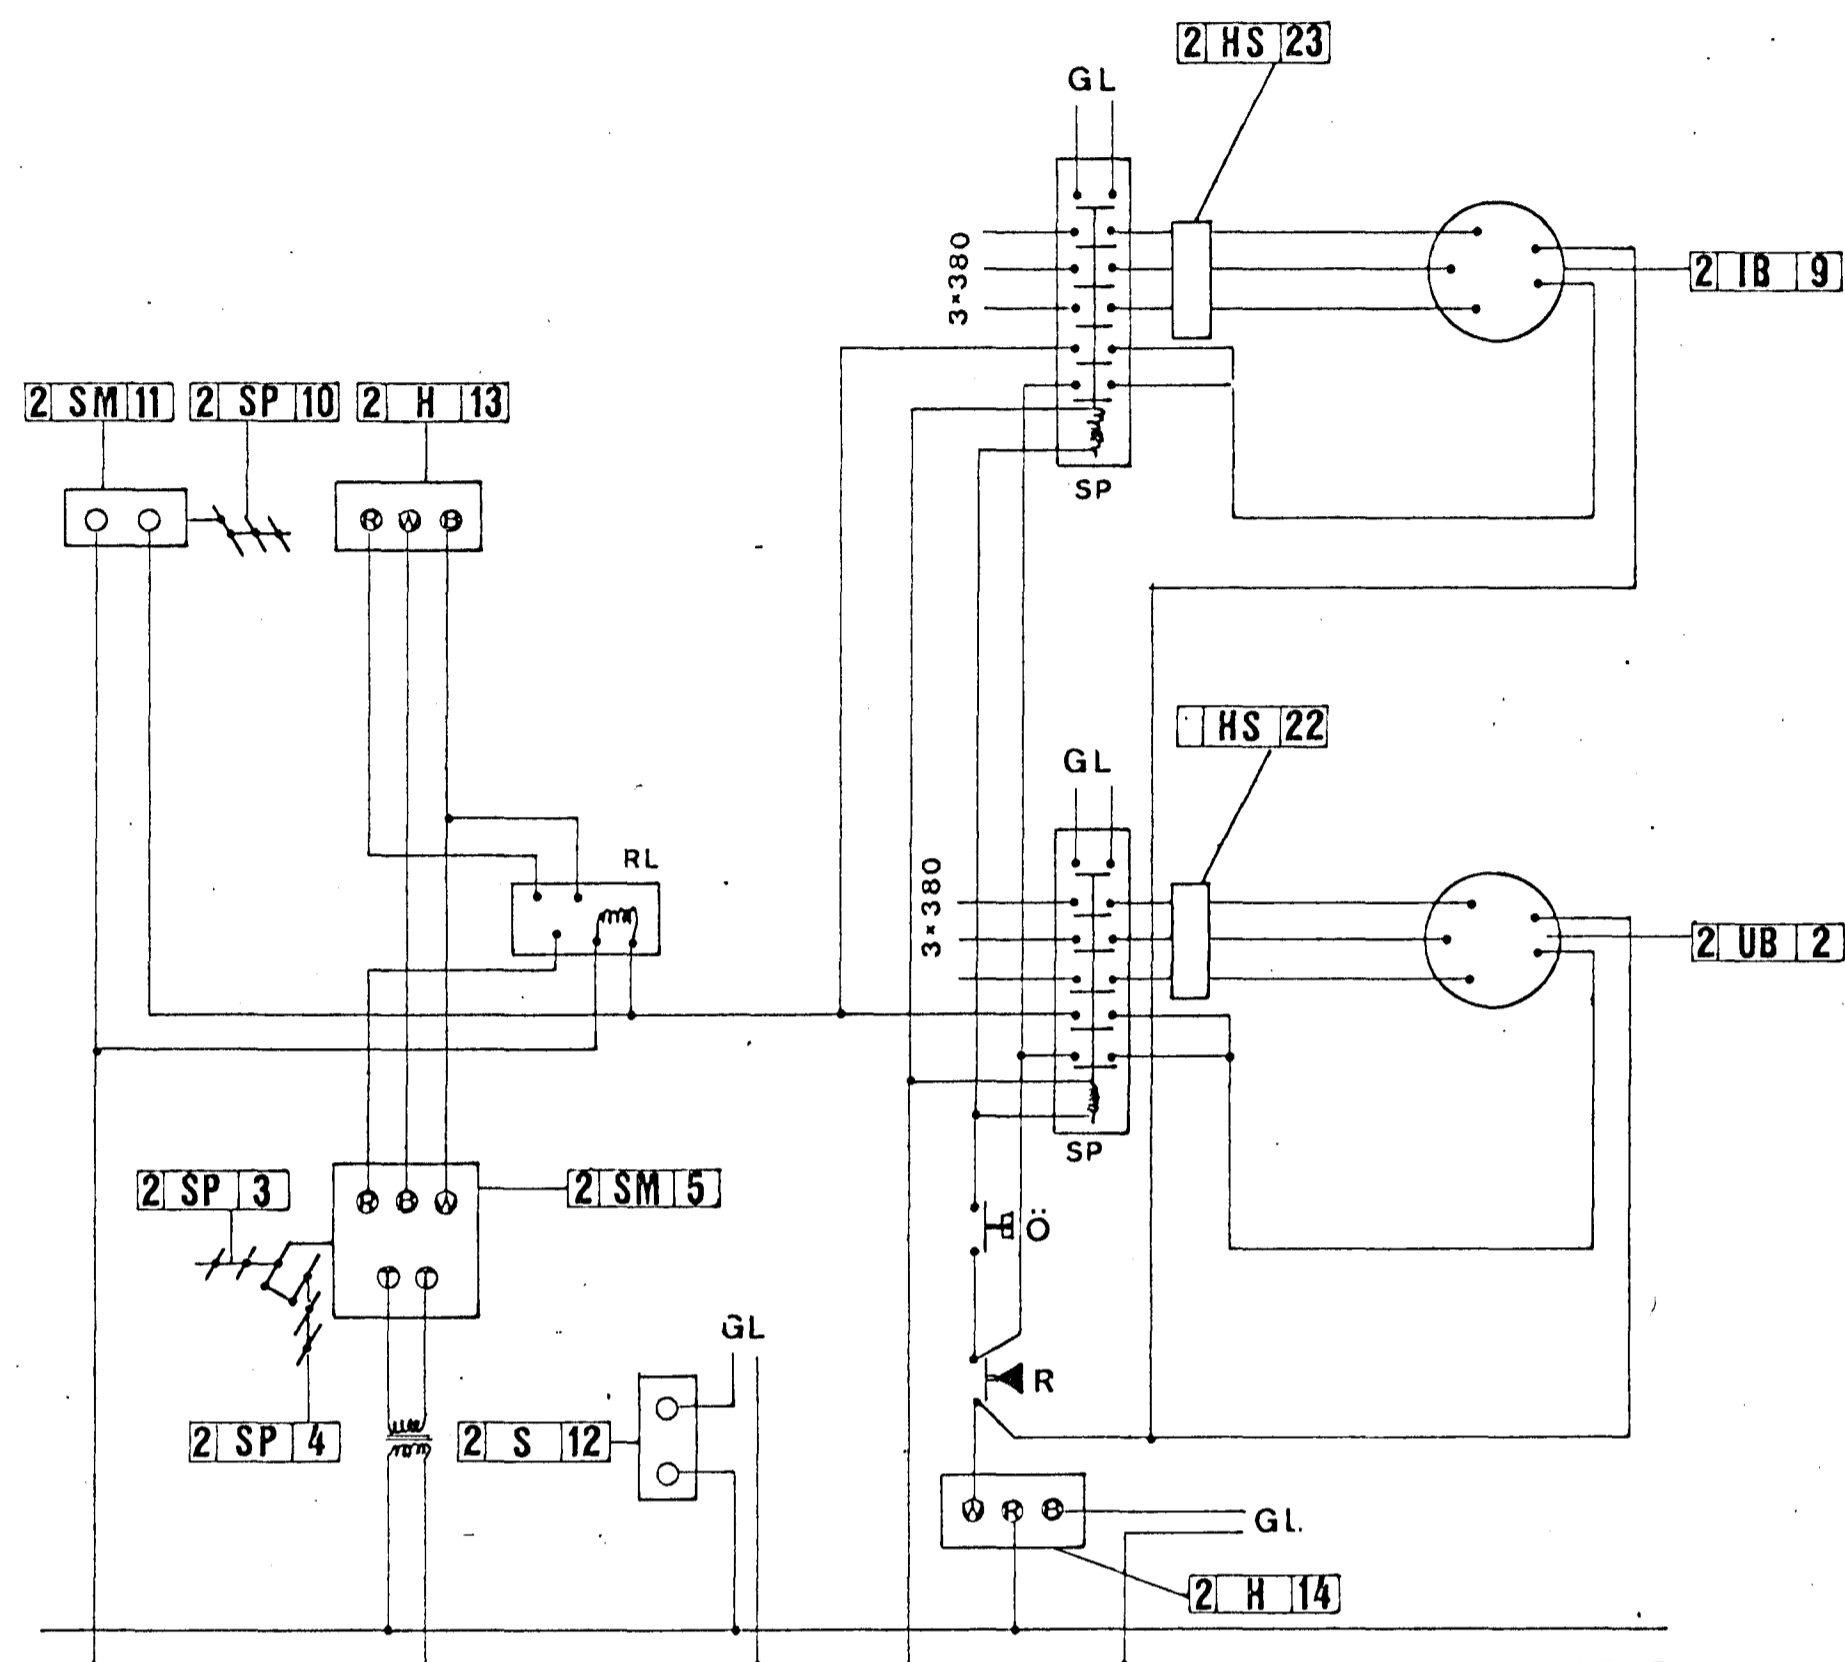 2 HS 23
GL
3×380
2 IB 9
2 SM 11
2 SP 10
2 H 13
R W B
SP
HS 22
GL
RL
3×380
2 UB 2
SP
2 SP 3
2 SM 5
R B W
T T
Ö
GL
R
2 SP 4
2 S 12
W R B
GL.
2 H 14